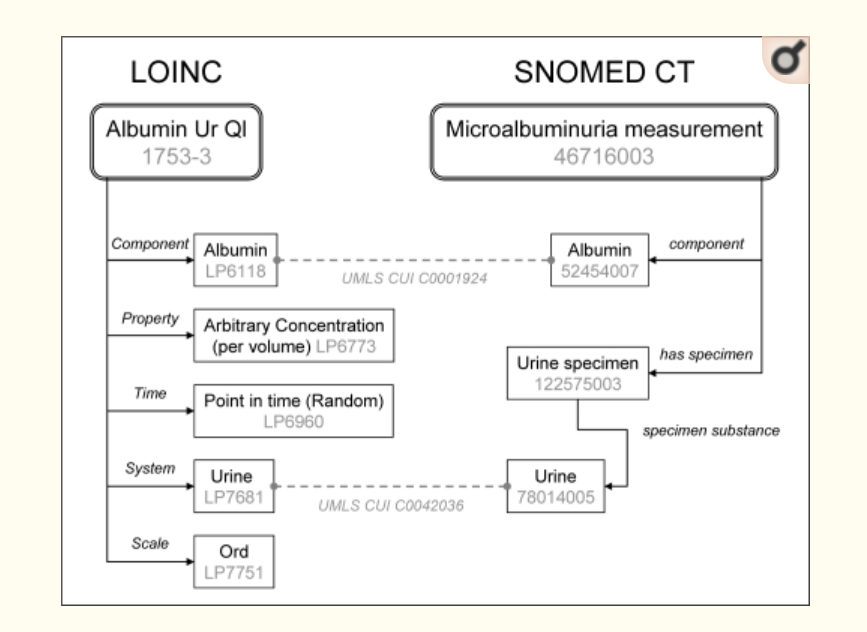 LOINC
SNOMED CT
Albumin Ur Ql
1753-3
Microalbuminuria measurement
46716003
Component
Albumin
LP6118
UMLS CUI C0001924
Albumin
52454007
component
Property
Arbitrary Concentration
(per volume) LP6773
Urine specimen
122575003
has specimen
Time
Point in time (Random)
LP6960
specimen substance
System
Urine
LP7681
UMLS CUI C0042036
Urine
78014005
Scale
Ord
LP7751